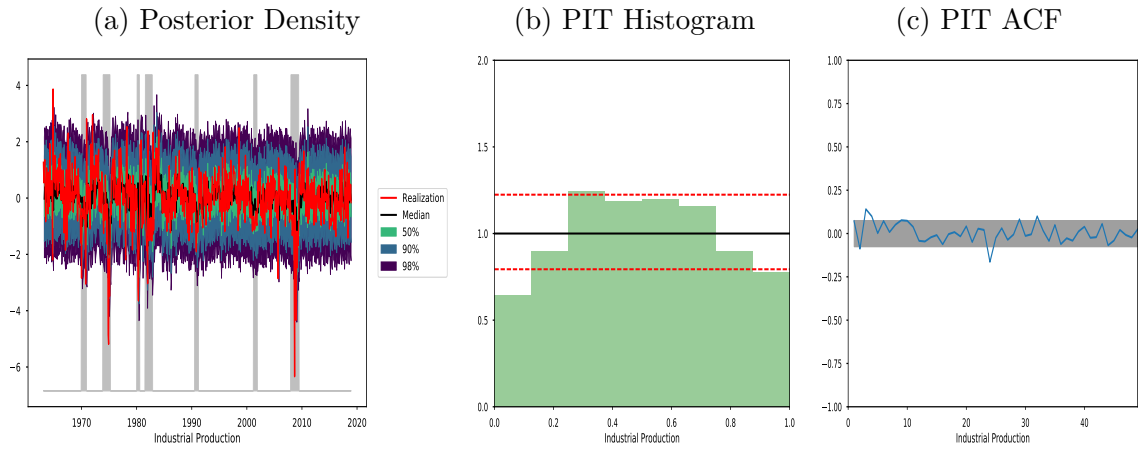 (a) Posterior Density
4
2
0
−2
−4
−6
1970 1980 1990 2000 2010 2020
Industrial Production
Realization
Median
50%
90%
98%
(b) PIT Histogram
2.0
1.5
1.0
0.5
0.0
0.0 0.2 0.4 0.6 0.8 1.0
Industrial Production
(c) PIT ACF
1.00
0.75
0.50
0.25
0.00
−0.25
−0.50
−0.75
−1.00
0 10 20 30 40
Industrial Production